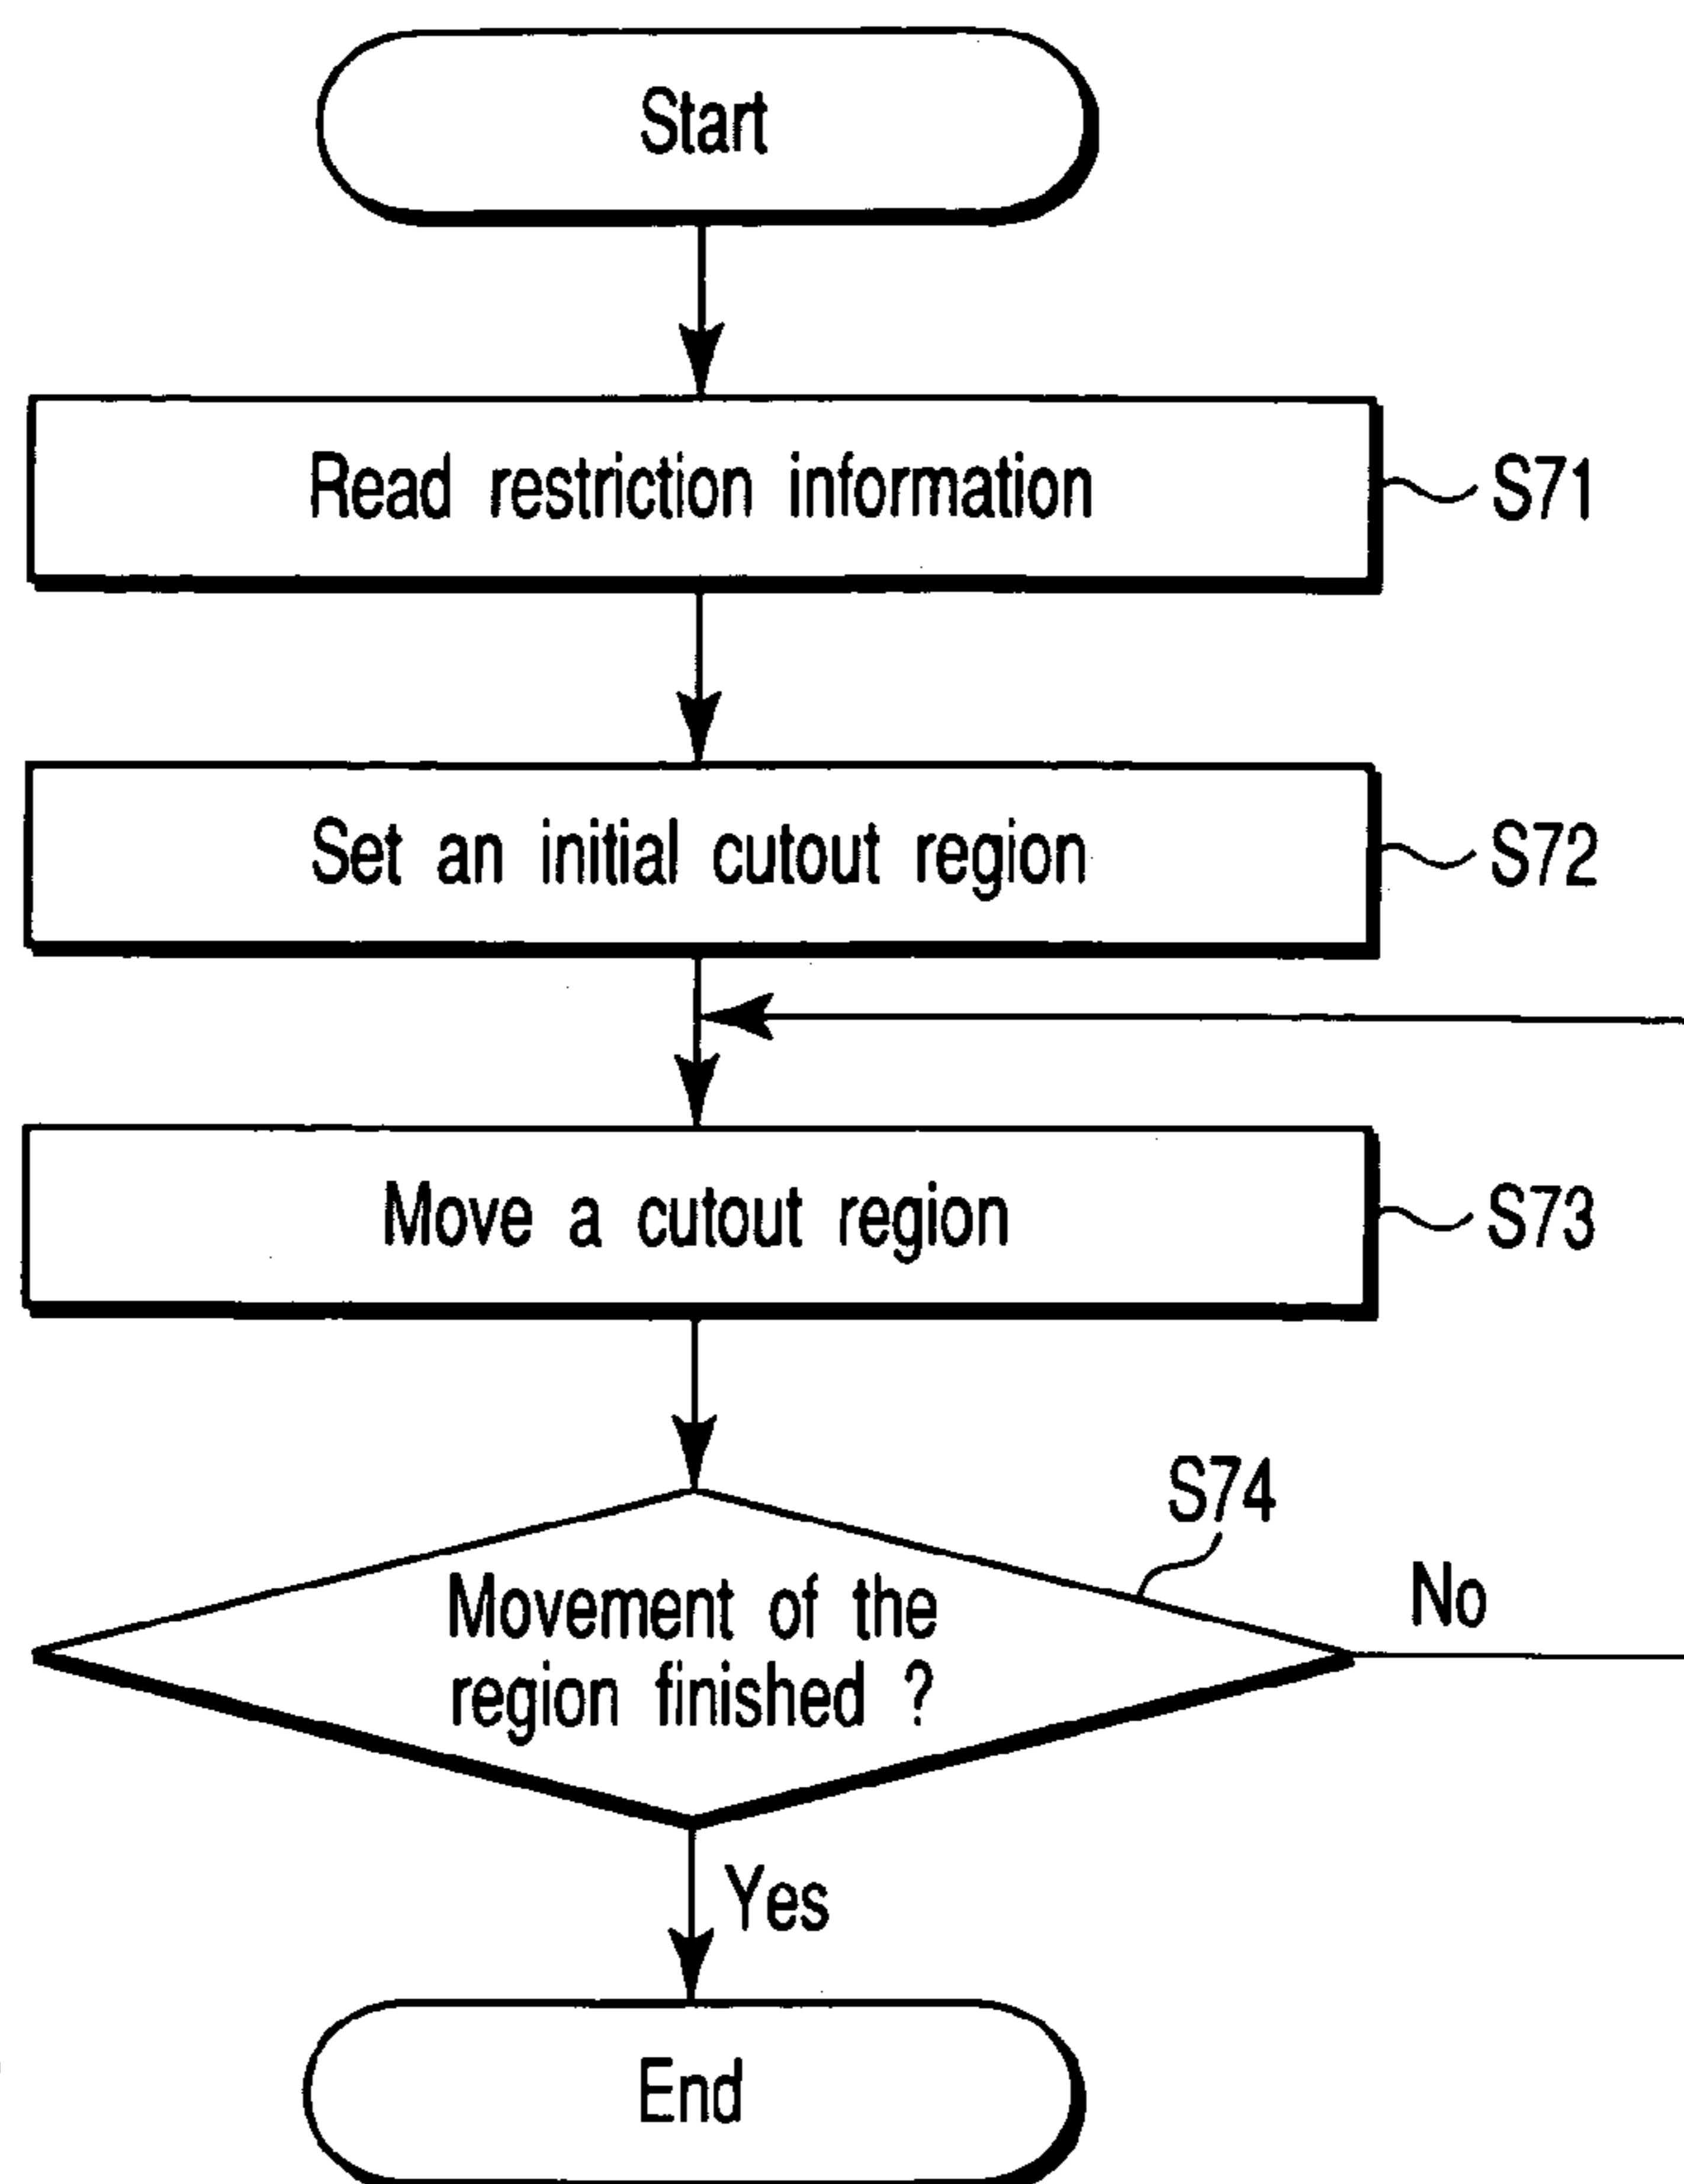 Start
Read restriction information
S71
Set an initial cutout region
S72
Move a cutout region
S73
S74
Movement of the
region finished ?
No
Yes
End